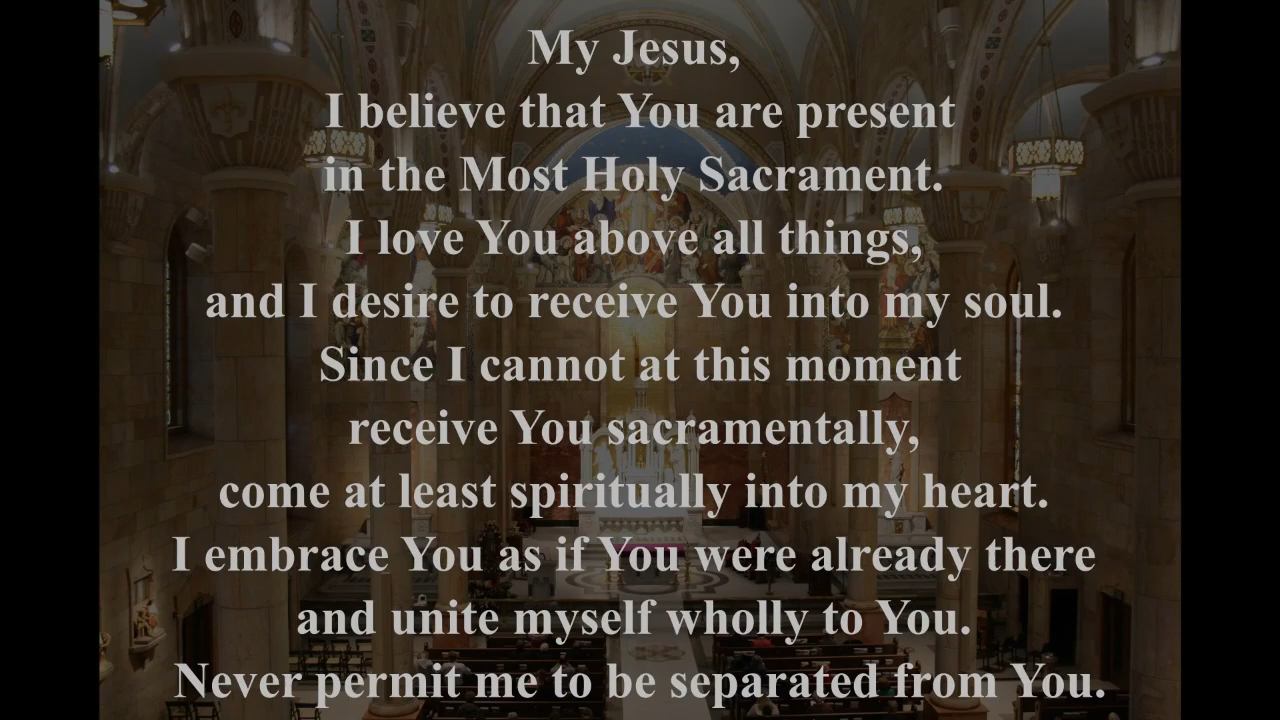 My Jesus,
I believe that You are present
in the Most Holy Sacrament.
I love You above all things,
and I desire to receive You into my soul.
Since I cannot at this moment
receive You sacramentally,
come at least spiritually into my heart.
I embrace You as if You were already there
and unite myself wholly to You.
Never permit me to be separated from You.